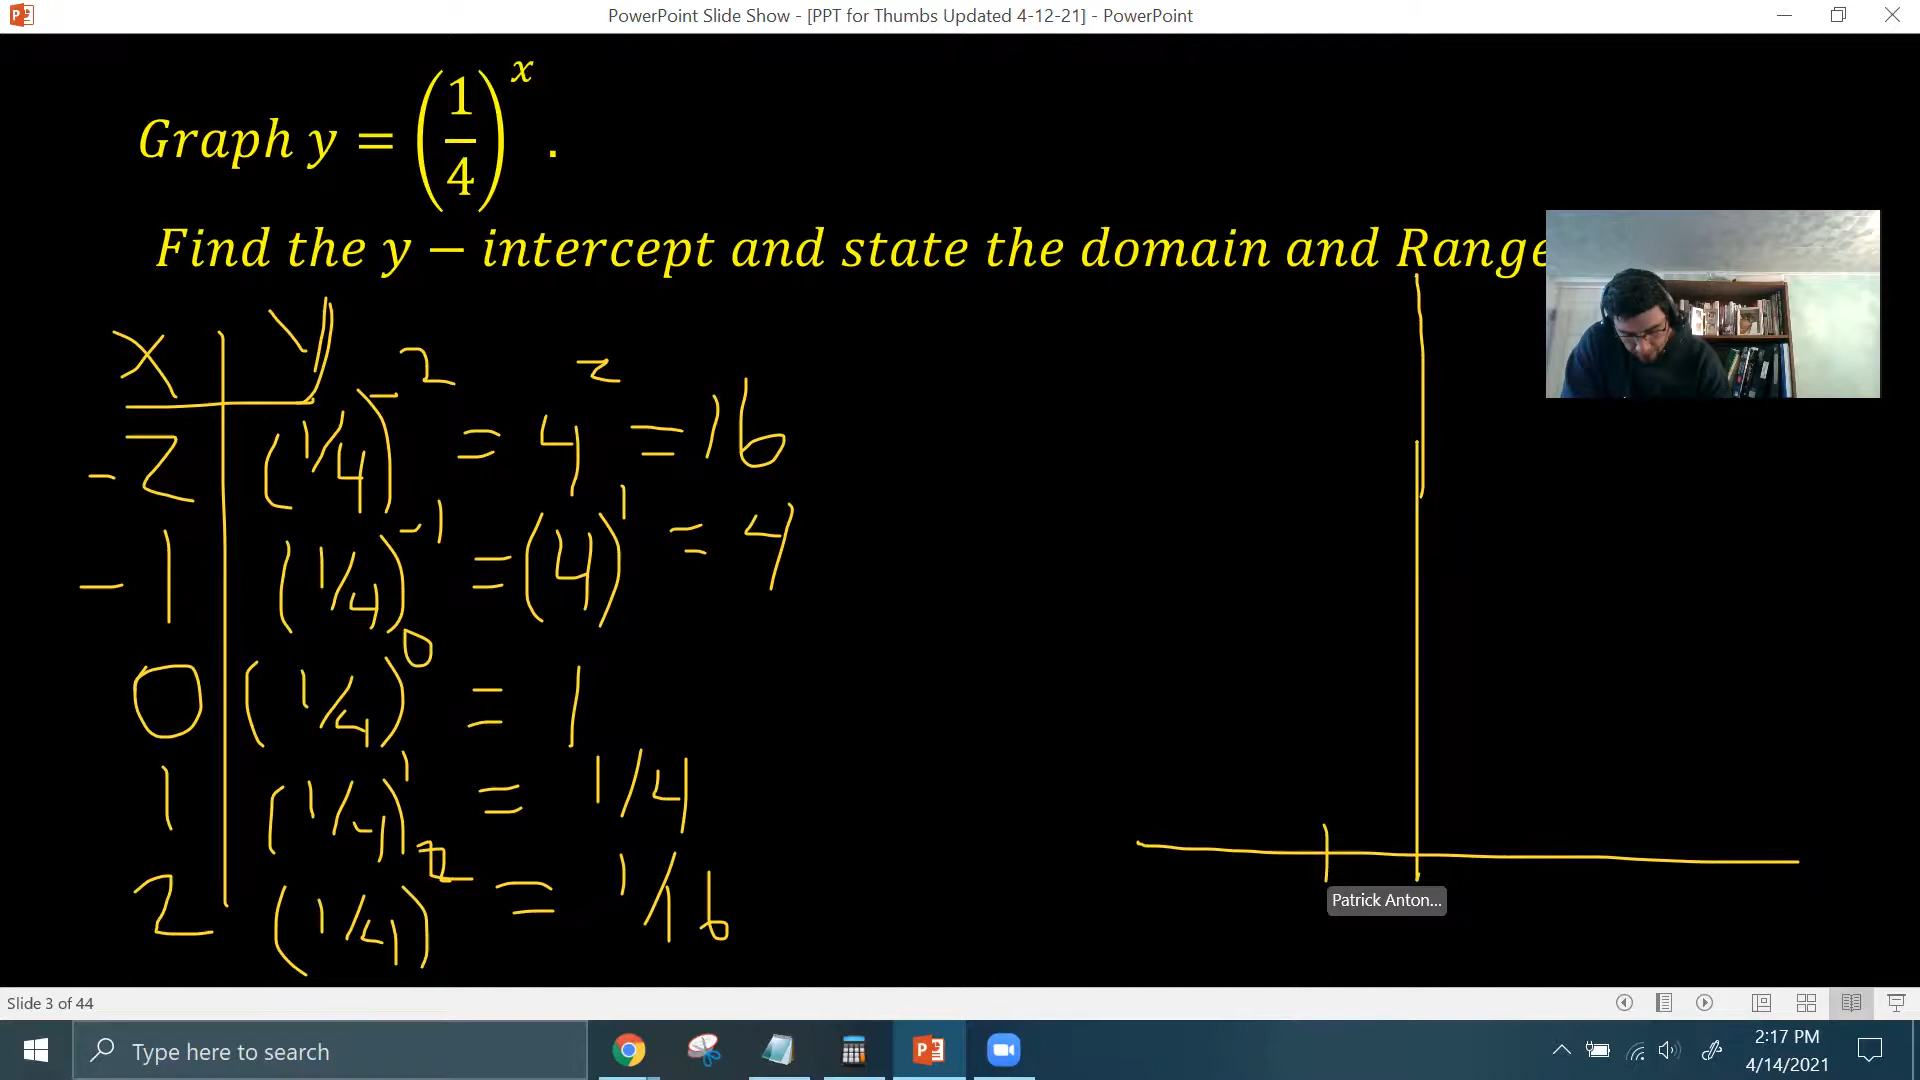 PowerPoint Slide Show - [PPT for Thumbs Updated 4-12-21] - PowerPoint
Graph y = (1/4)^x .
Find the y − intercept and state the domain and Range
x y
-2 (1/4)^-2 = 4^2 = 16
-1 (1/4)^-1 = (4)^1 = 4
0 (1/4)^0 = 1
1 (1/4)^1 = 1/4
2 (1/4)^2 = 1/16
Patrick Anton...
Slide 3 of 44
Type here to search
2:17 PM
4/14/2021